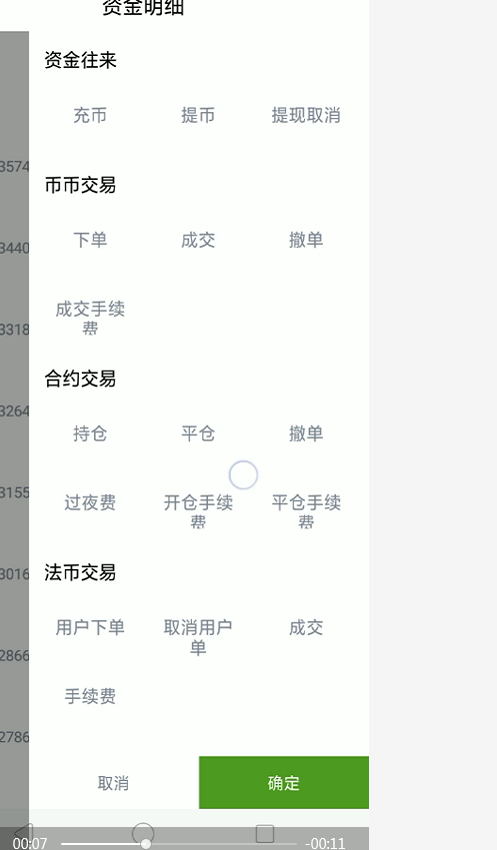 资金明细
资金往来
充币 提币 提现取消
3574
币币交易
下单 成交 撤单
3440
成交手续费
3318
合约交易
3264
持仓 平仓 撤单
3155
过夜费 开仓手续费 平仓手续费
法币交易
3016
用户下单 取消用户单 成交
2866
手续费
2786
取消 确定
00:07 -00:11